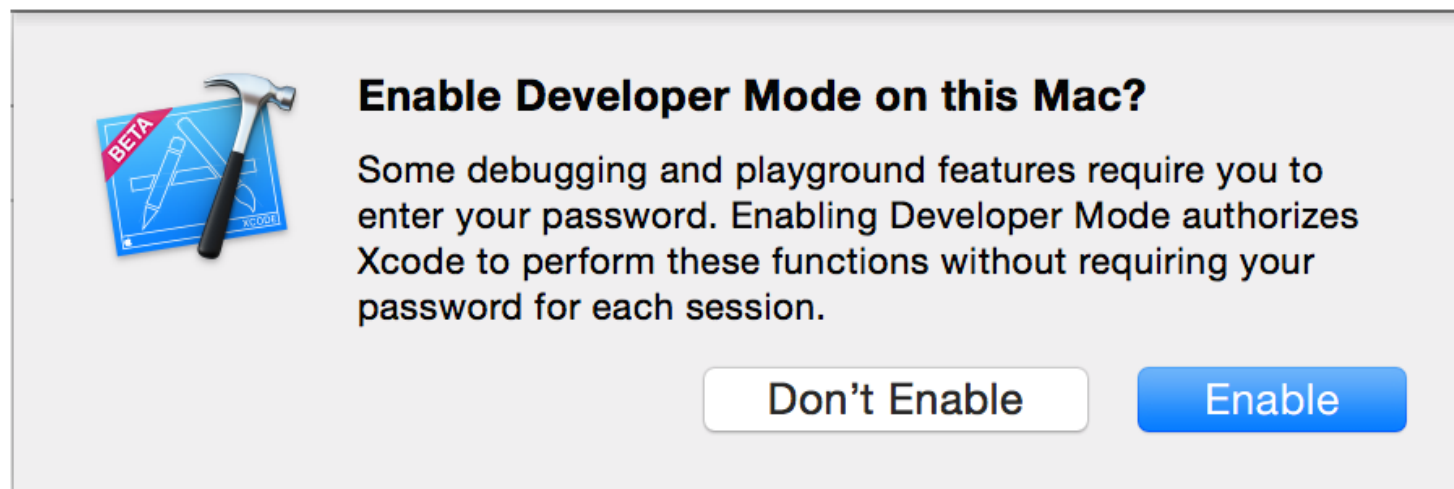 Enable Developer Mode on this Mac?
BETA
Some debugging and playground features require you to
enter your password. Enabling Developer Mode authorizes
XCODE
Xcode to perform these functions without requiring your
password for each session.
Don't Enable
Enable